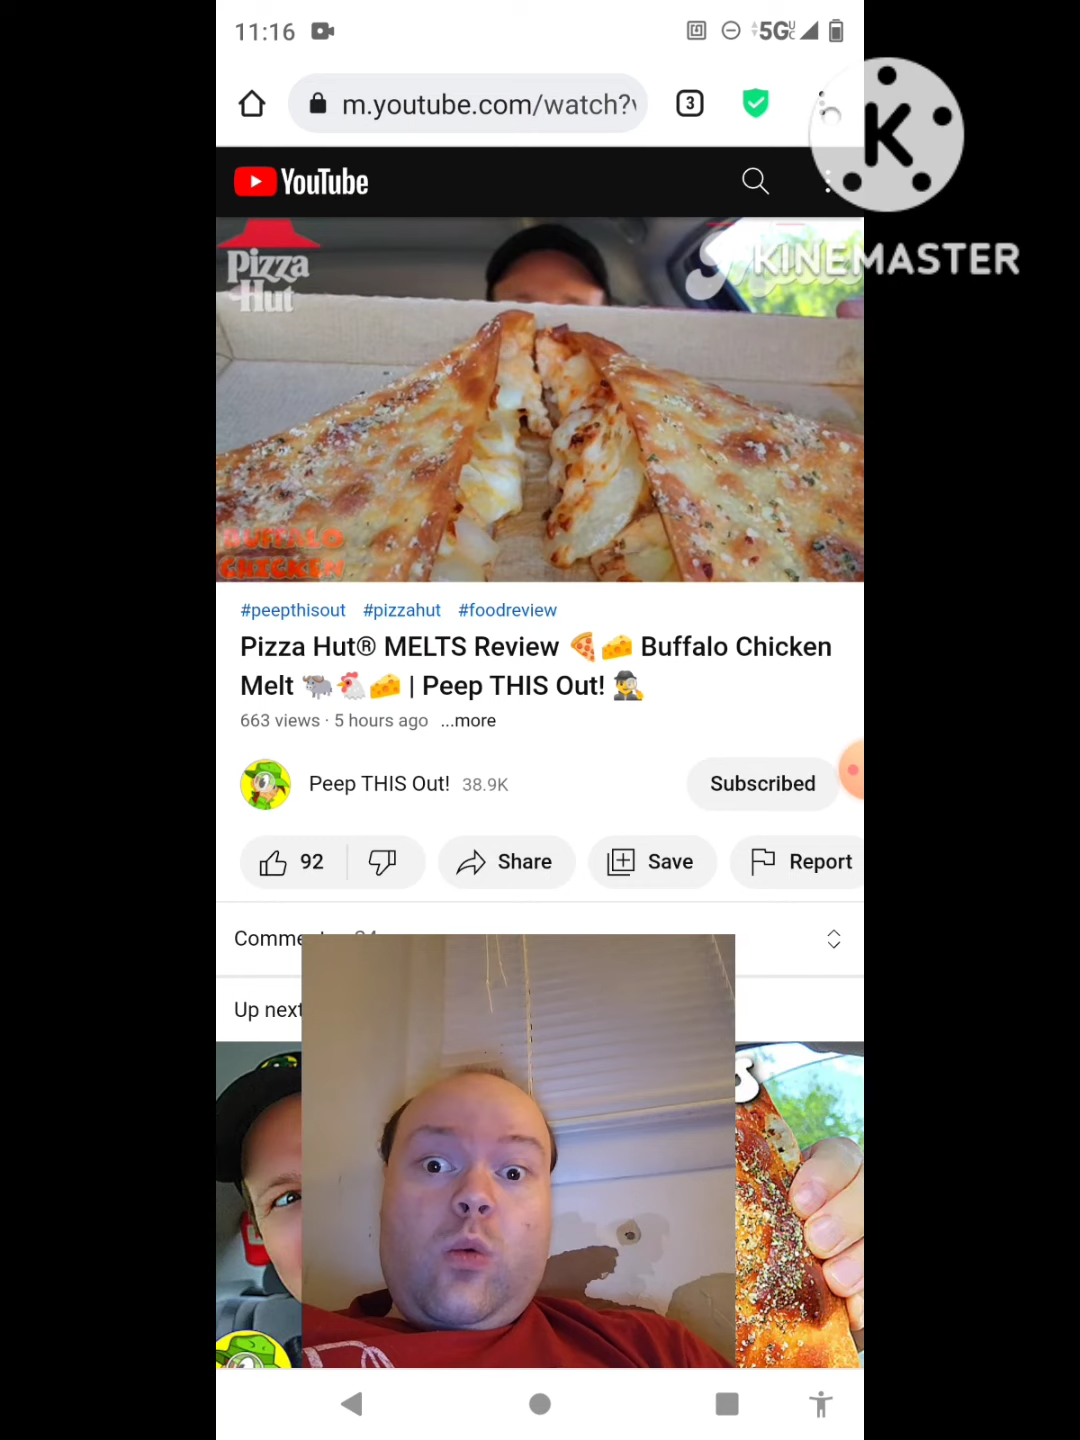 11:16
5G UC
m.youtube.com/watch?v
3
K
KINEMASTER
YouTube
Pizza
Hut
BUFFALO
CHICKEN
#peepthisout #pizzahut #foodreview
Pizza Hut® MELTS Review 🍕🧀 Buffalo Chicken
Melt 🐃🐔🧀 | Peep THIS Out! 🕵️‍♂️
663 views · 5 hours ago ...more
Peep THIS Out! 38.9K
Subscribed
92
Share
Save
Report
Up next